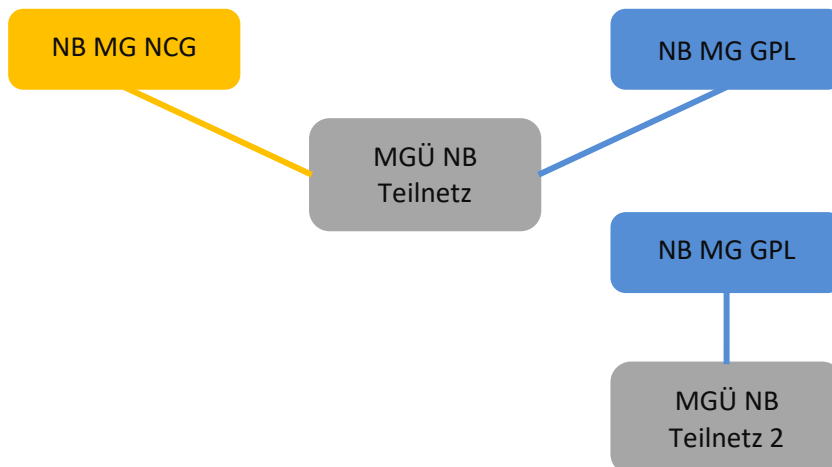 NB MG NCG
NB MG GPL
MGÜ NB
Teilnetz
NB MG GPL
MGÜ NB
Teilnetz 2